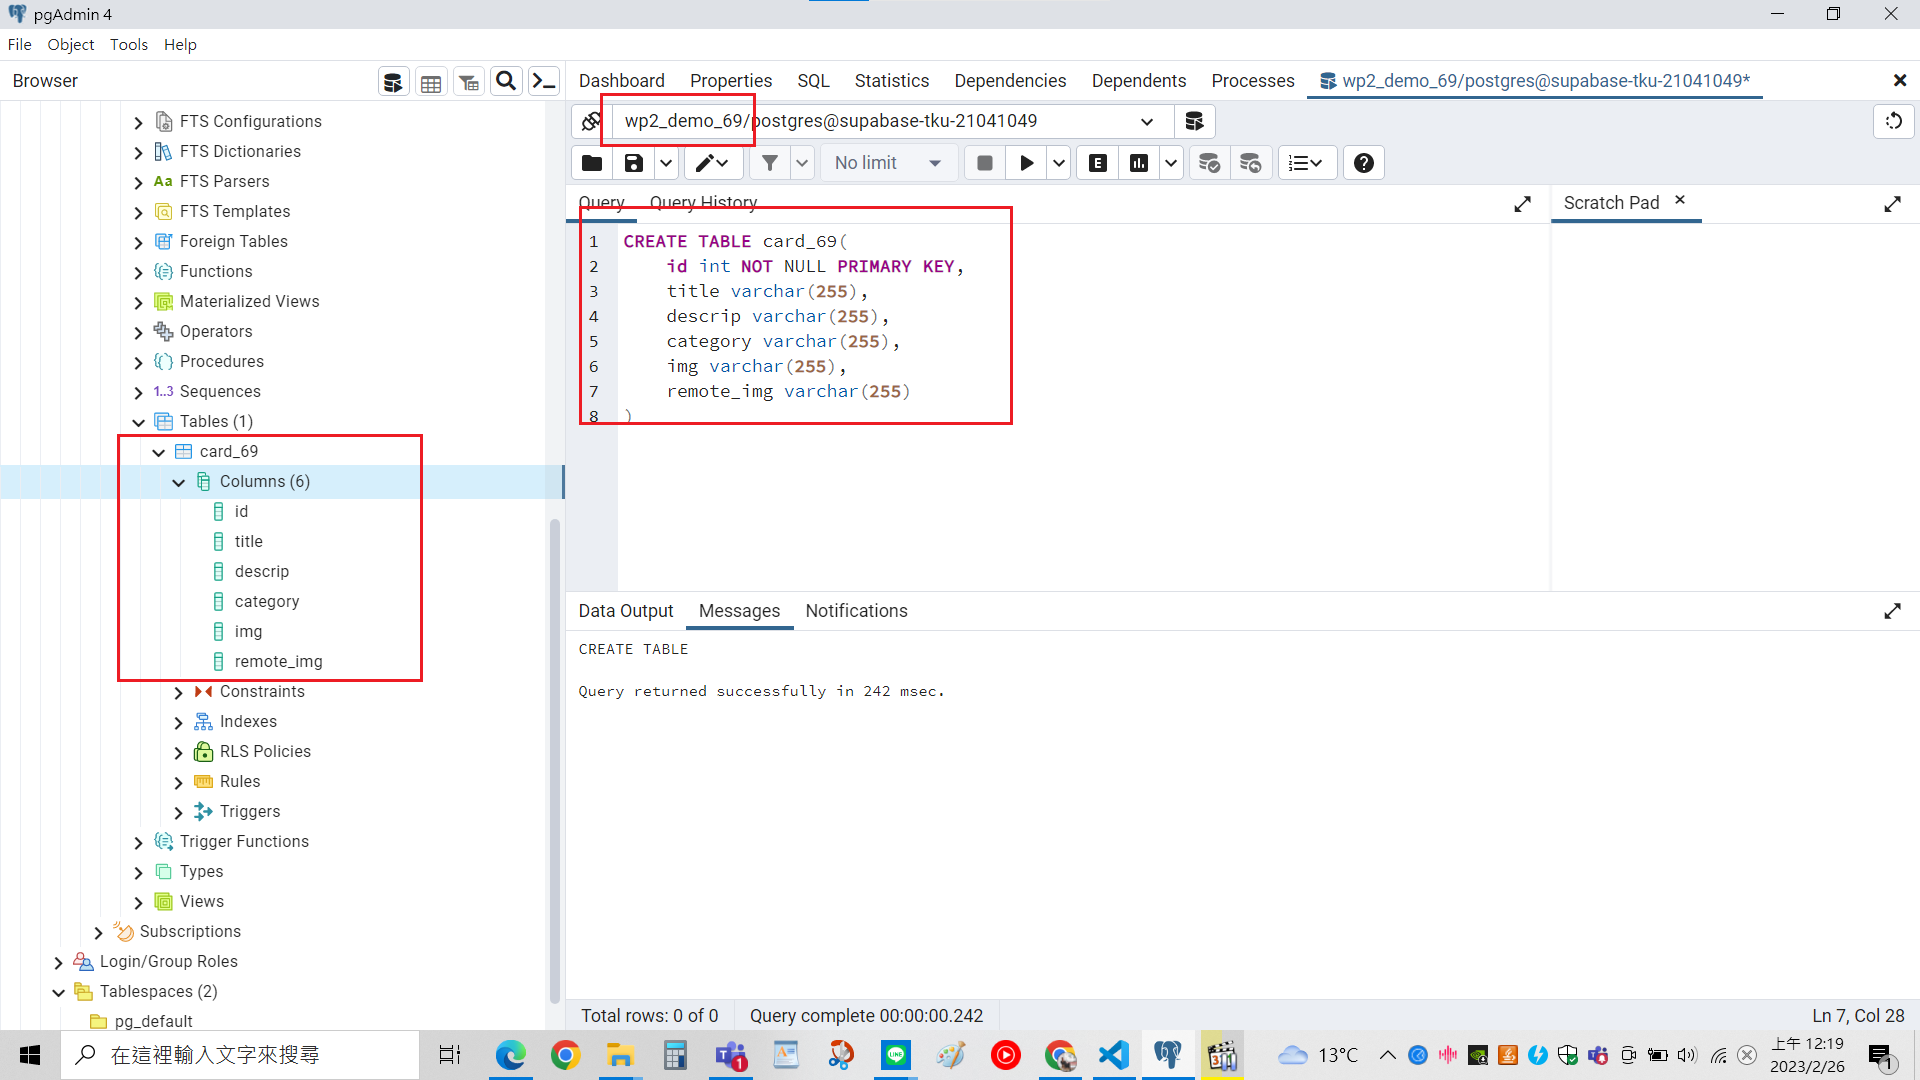 pgAdmin 4
File Object Tools Help
Browser
Dashboard Properties SQL Statistics Dependencies Dependents Processes wp2_demo_69/postgres@supabase-tku-21041049*
wp2_demo_69/postgres@supabase-tku-21041049
No limit
E
Query Query History
Scratch Pad
FTS Configurations
FTS Dictionaries
Aa FTS Parsers
FTS Templates
Foreign Tables
Functions
Materialized Views
Operators
Procedures
1..3 Sequences
Tables (1)
card_69
Columns (6)
id
title
descrip
category
img
remote_img
Constraints
Indexes
RLS Policies
Rules
Triggers
Trigger Functions
Types
Views
Subscriptions
Login/Group Roles
Tablespaces (2)
pg_default
1 CREATE TABLE card_69(
2 id int NOT NULL PRIMARY KEY,
3 title varchar(255),
4 descrip varchar(255),
5 category varchar(255),
6 img varchar(255),
7 remote_img varchar(255)
8 )
Data Output Messages Notifications
CREATE TABLE
Query returned successfully in 242 msec.
Total rows: 0 of 0 Query complete 00:00:00.242 Ln 7, Col 28
在這裡輸入文字來搜尋
1
LINE
311
13°C
上午 12:19
2023/2/26
1